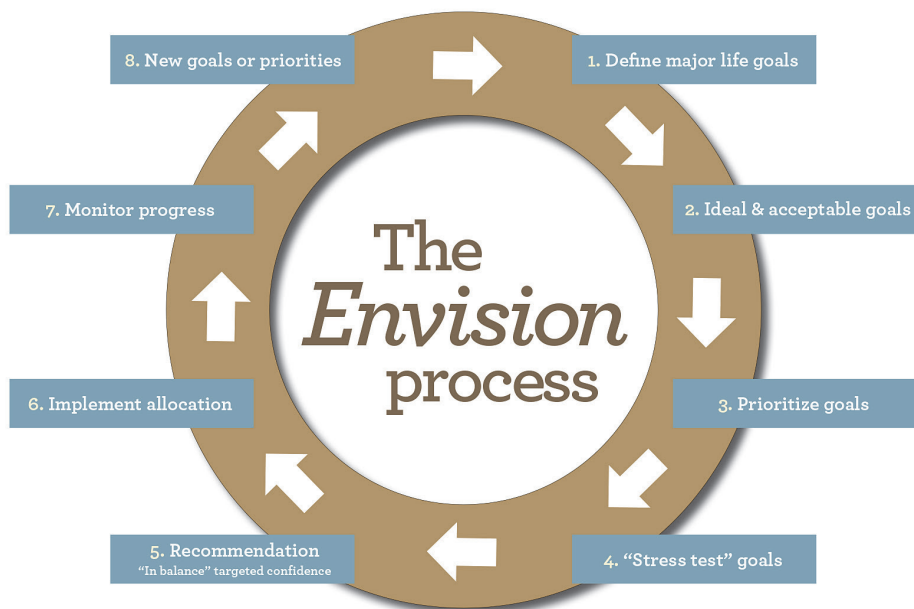 The
Envision
process
1. Define major life goals
2. Ideal & acceptable goals
3. Prioritize goals
4. “Stress test” goals
5. Recommendation
“In balance” targeted confidence
6. Implement allocation
7. Monitor progress
8. New goals or priorities